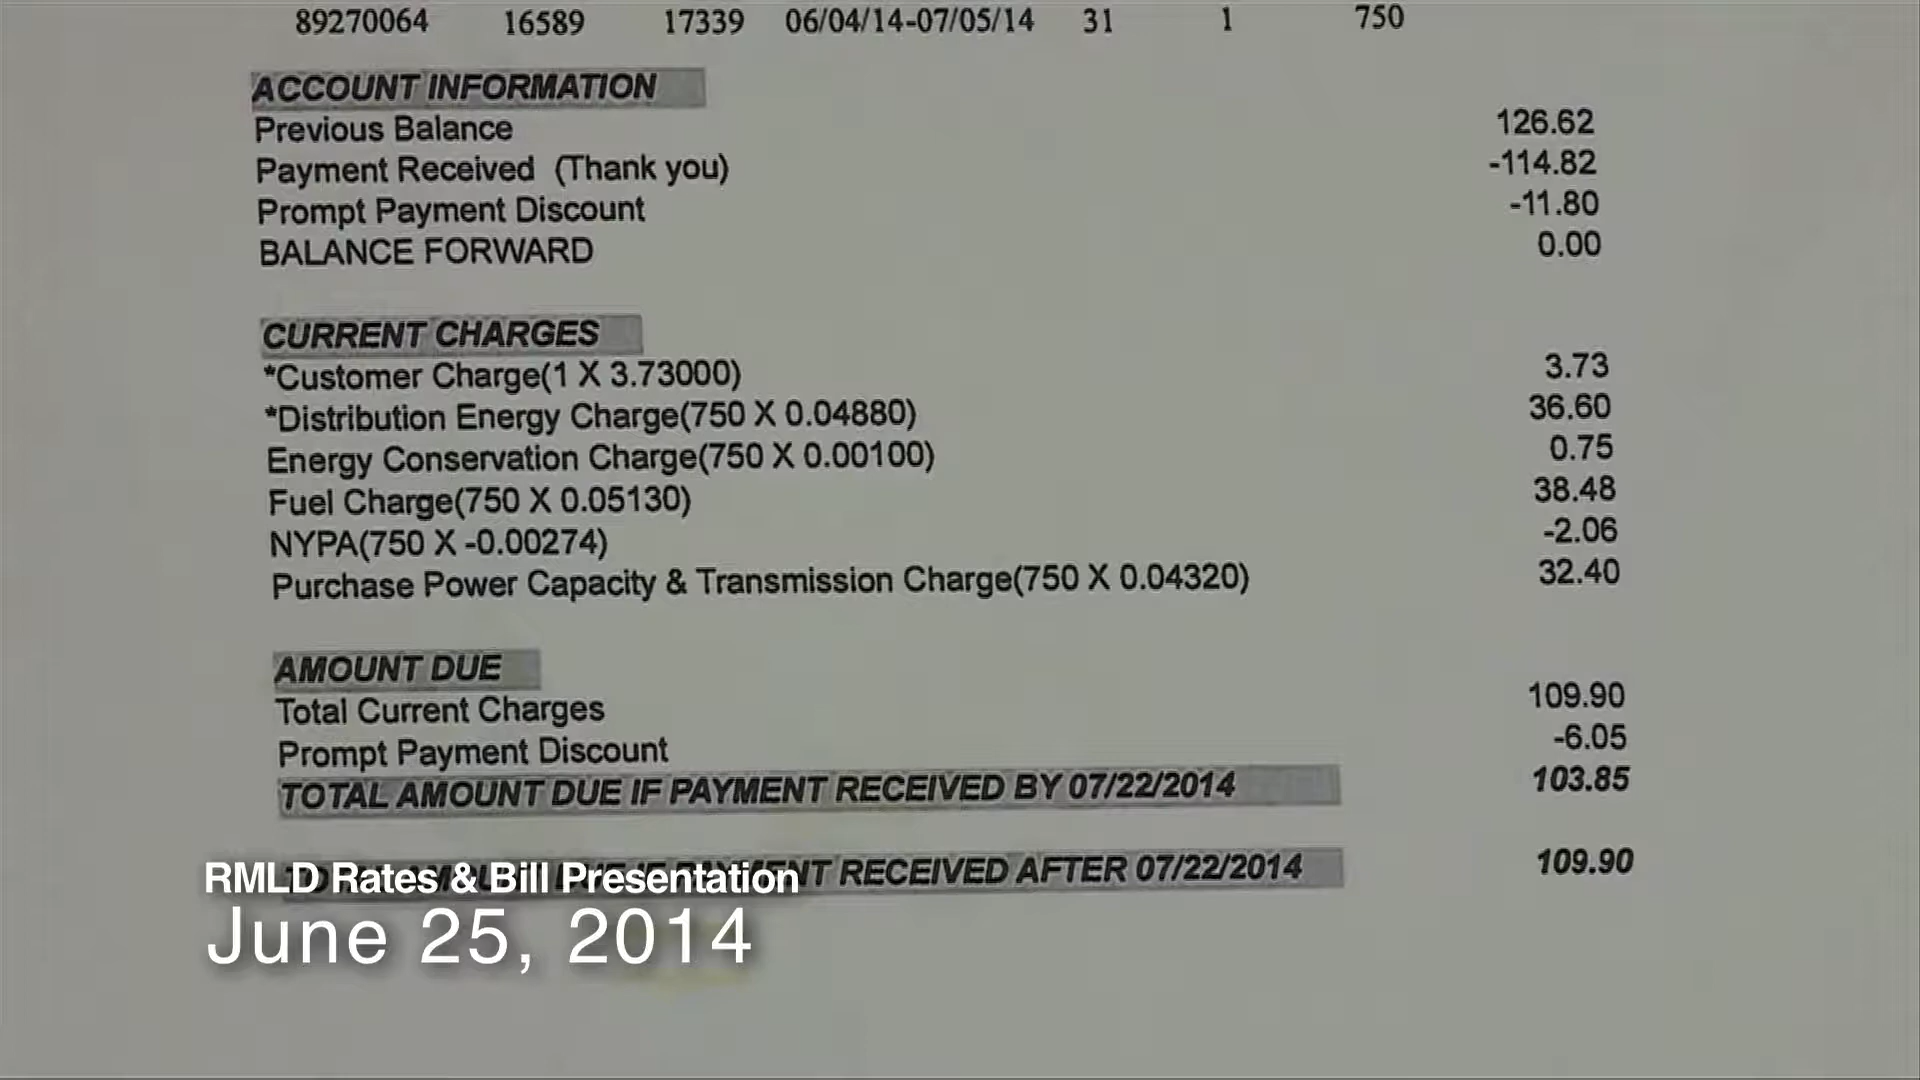 89270064 16589 17339 06/04/14-07/05/14 31 1 750
ACCOUNT INFORMATION
Previous Balance 126.62
Payment Received (Thank you) -114.82
Prompt Payment Discount -11.80
BALANCE FORWARD 0.00
CURRENT CHARGES
*Customer Charge(1 X 3.73000) 3.73
*Distribution Energy Charge(750 X 0.04880) 36.60
Energy Conservation Charge(750 X 0.00100) 0.75
Fuel Charge(750 X 0.05130) 38.48
NYPA(750 X -0.00274) -2.06
Purchase Power Capacity & Transmission Charge(750 X 0.04320) 32.40
AMOUNT DUE
Total Current Charges 109.90
Prompt Payment Discount -6.05
TOTAL AMOUNT DUE IF PAYMENT RECEIVED BY 07/22/2014 103.85
RECEIVED AFTER 07/22/2014 109.90
RMLD Rates & Bill Presentation
June 25, 2014